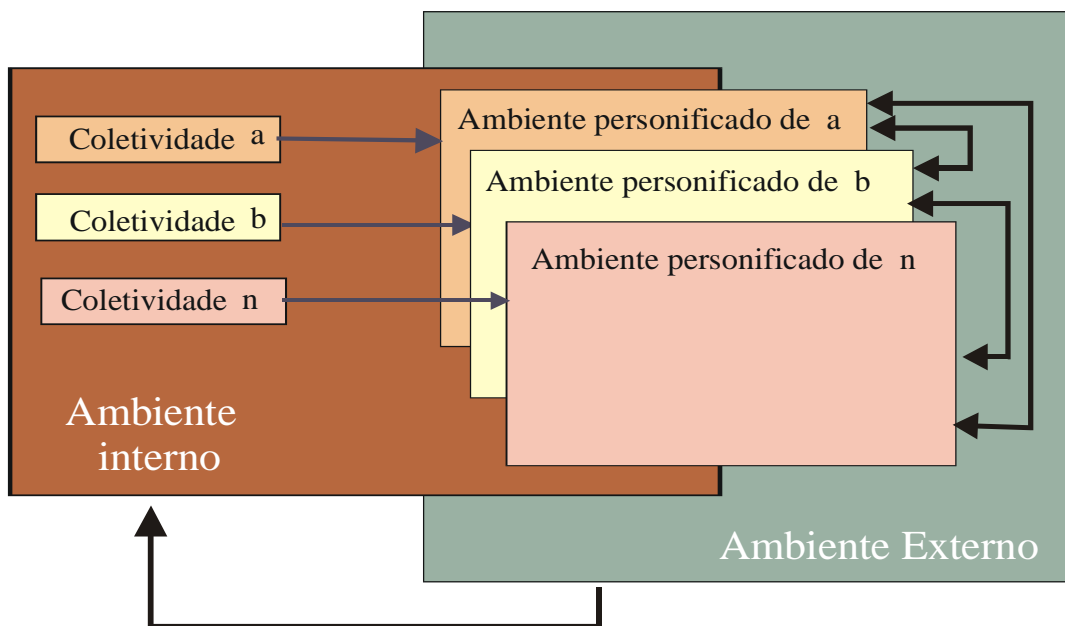 Coletividade a
Coletividade b
Coletividade n
Ambiente
interno
Ambiente personificado de a
Ambiente personificado de b
Ambiente personificado de n
Ambiente Externo